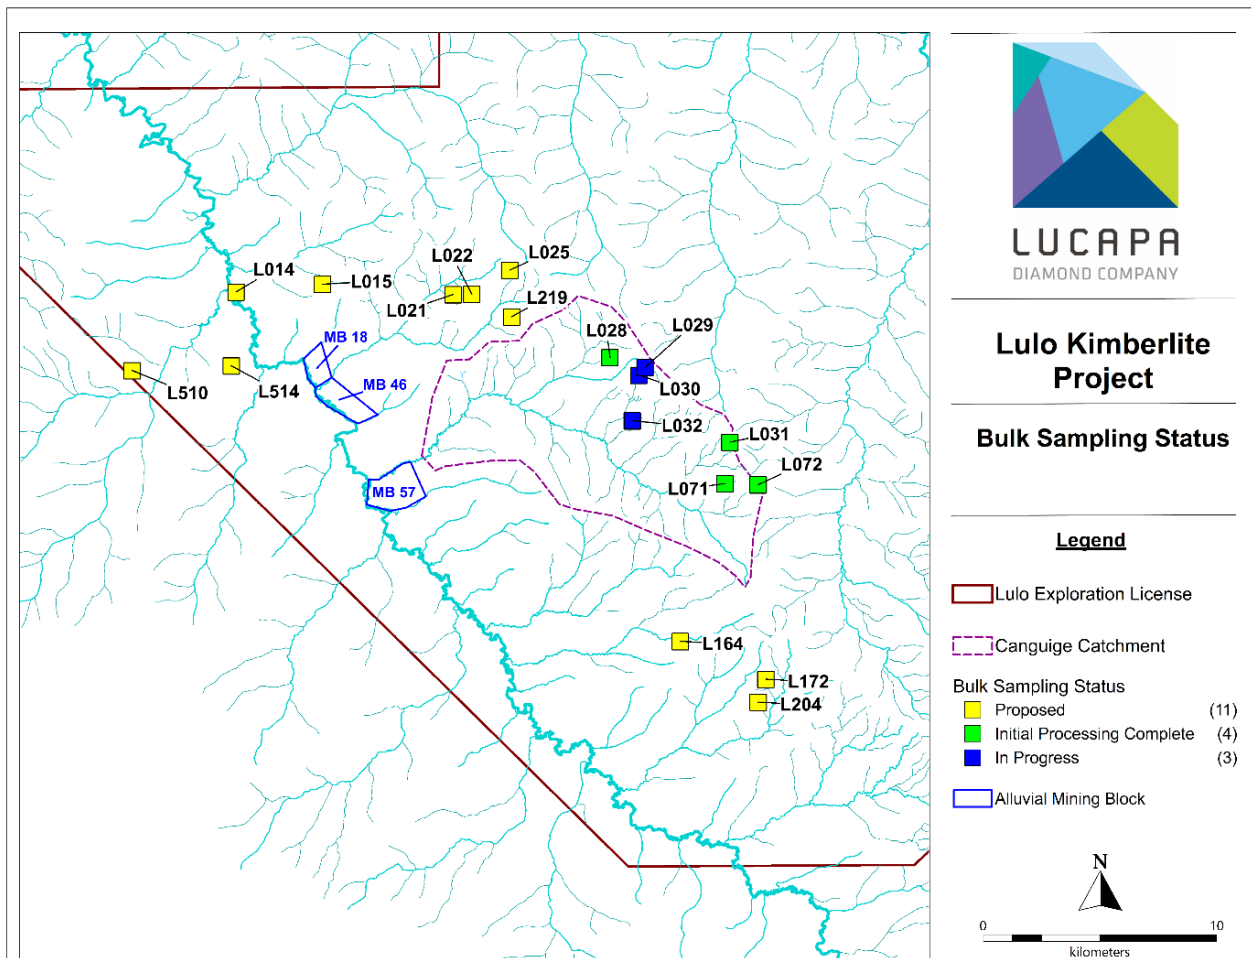 L025
L022
L014
L015
L021
L219
MB 18
L028
L029
L030
MB 46
L510
L514
L032
L031
L072
L071
MB 57
L164
L172
L204
LUCAPA
DIAMOND COMPANY
Lulo Kimberlite
Project
Bulk Sampling Status
Legend
Lulo Exploration License
Canguige Catchment
Bulk Sampling Status
Proposed (11)
Initial Processing Complete (4)
In Progress (3)
Alluvial Mining Block
N
0 10
kilometers